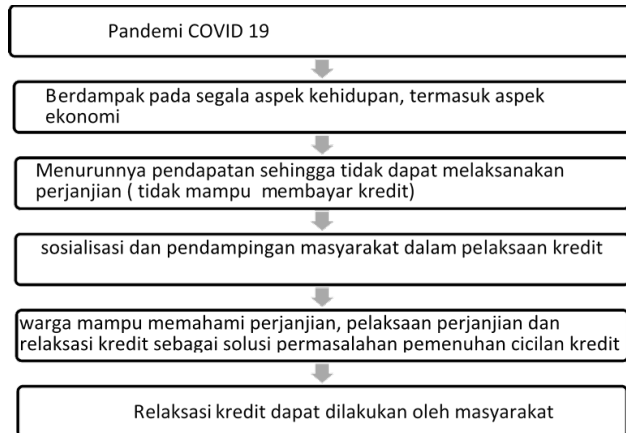 Pandemi COVID 19
Berdampak pada segala aspek kehidupan, termasuk aspek
ekonomi
Menurunnya pendapatan sehingga tidak dapat melaksanakan
perjanjian ( tidak mampu membayar kredit)
sosialisasi dan pendampingan masyarakat dalam pelaksaan kredit
warga mampu memahami perjanjian, pelaksaan perjanjian dan
relaksasi kredit sebagai solusi permasalahan pemenuhan cicilan kredit
Relaksasi kredit dapat dilakukan oleh masyarakat